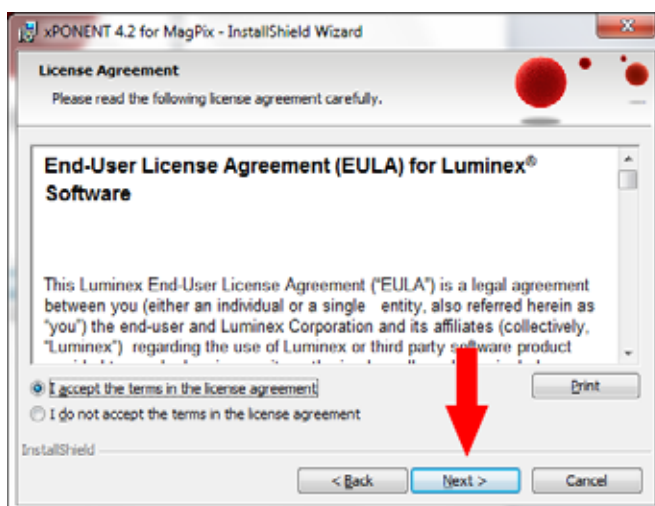 xPONENT 4.2 for MagPix - InstallShield Wizard
License Agreement
Please read the following license agreement carefully.
End-User License Agreement (EULA) for Luminex®
Software
This Luminex End-User License Agreement ("EULA") is a legal agreement
between you (either an individual or a single entity, also referred herein as
"you") the end-user and Luminex Corporation and its affiliates (collectively,
"Luminex") regarding the use of Luminex or third party software product
I accept the terms in the license agreement
Print
I do not accept the terms in the license agreement
InstallShield
< Back
Next >
Cancel